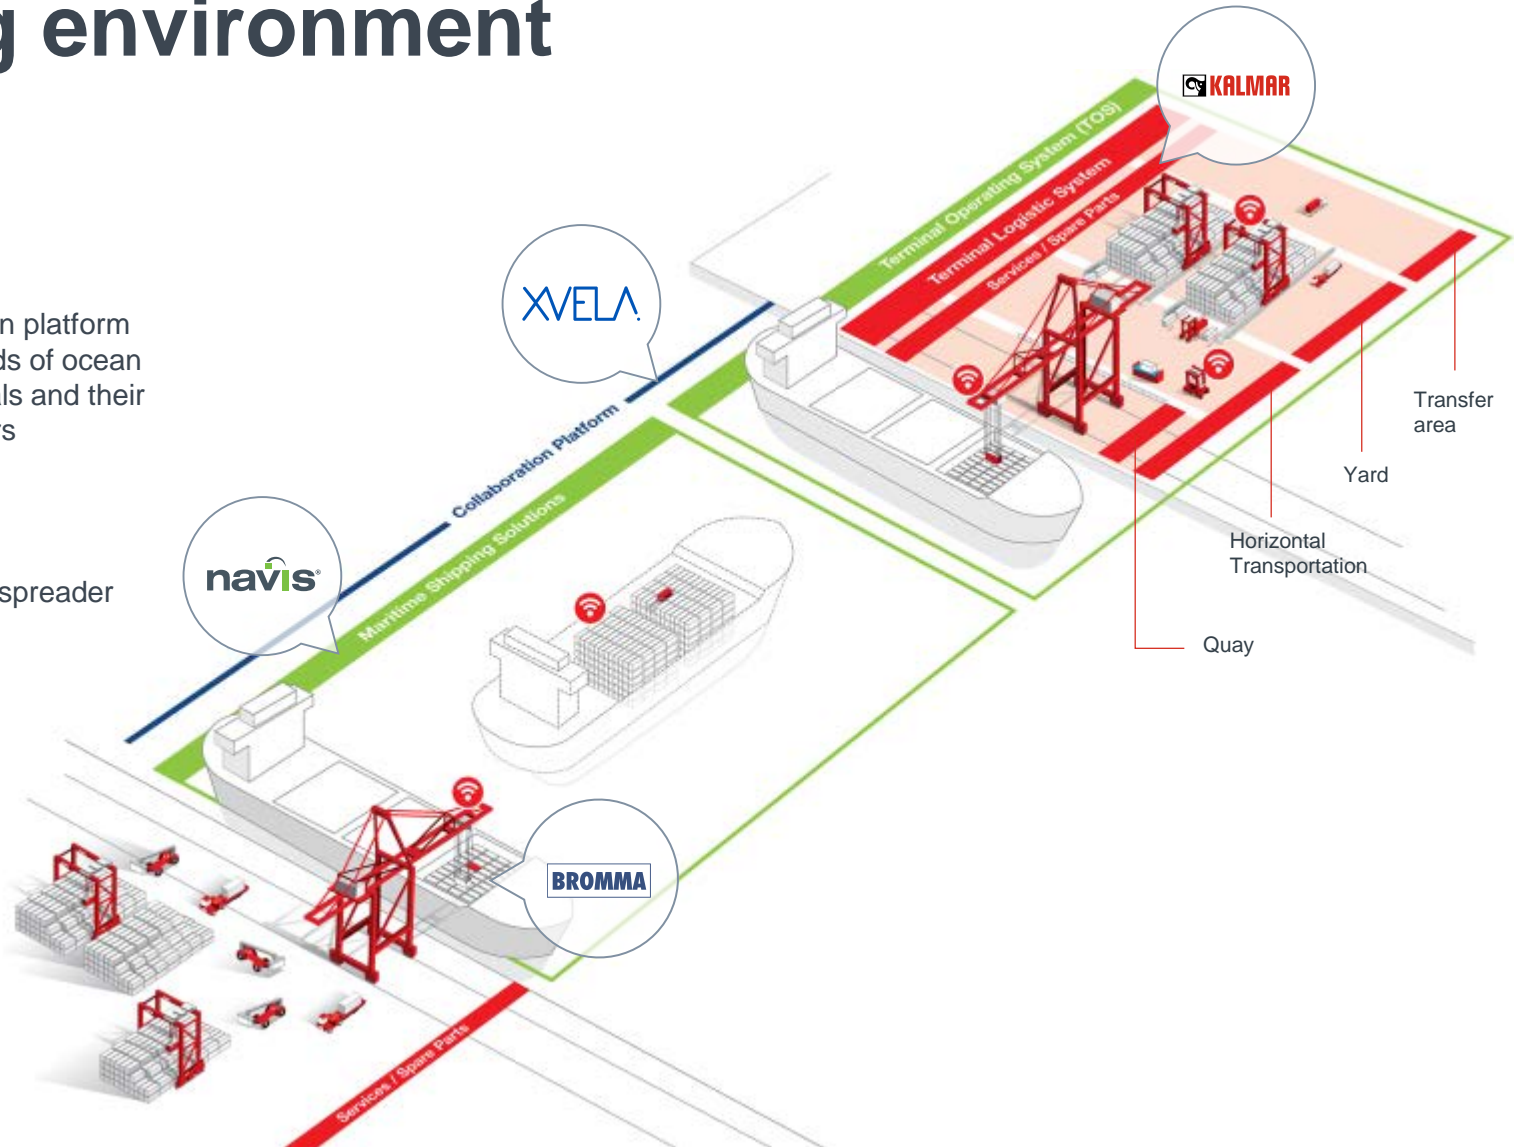 g environment
KALMAR
Terminal Operating System (TOS)
Terminal Logistic System
Services / Spare Parts
XVELA
n platform
ds of ocean
als and their
rs
Collaboration Platform
Maritime Shipping Solutions
navis
spreader
Transfer
area
Yard
Horizontal
Transportation
Quay
BROMMA
Services / Spare Parts